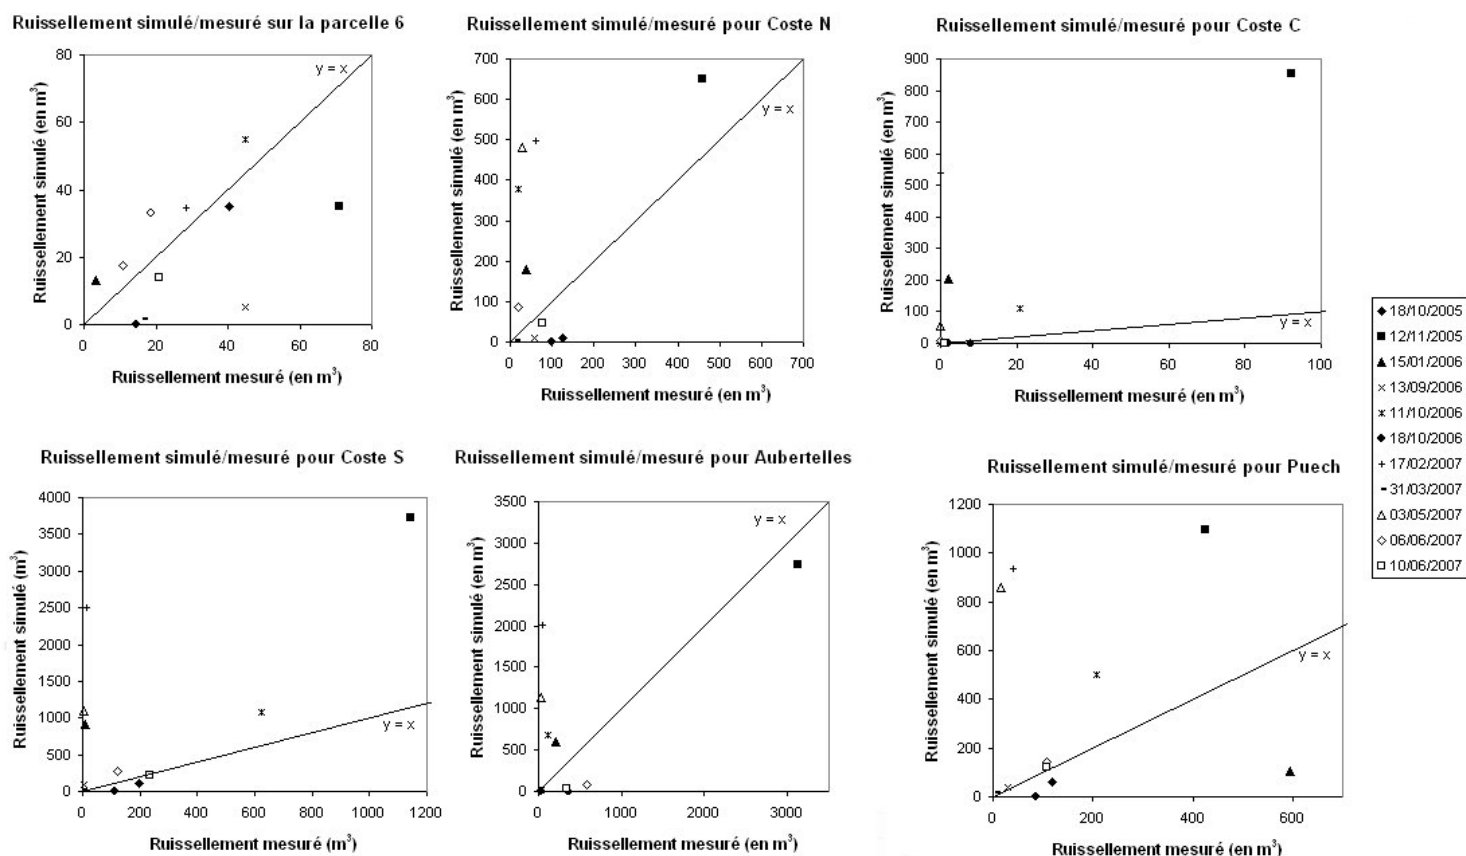 Ruissellement simulé/mesuré sur la parcelle 6
80
60
40
20
0
0 20 40 60 80
y = x
Ruissellement simulé (en m³)
Ruissellement mesuré (en m³)
Ruissellement simulé/mesuré pour Coste N
700
600
500
400
300
200
100
0
0 100 200 300 400 500 600 700
y = x
Ruissellement simulé (en m³)
Ruissellement mesuré (en m³)
Ruissellement simulé/mesuré pour Coste C
900
800
700
600
500
400
300
200
100
0
0 20 40 60 80 100
y = x
Ruissellement simulé (en m³)
Ruissellement mesuré (en m³)
18/10/2005
12/11/2005
15/01/2006
13/09/2006
11/10/2006
18/10/2006
17/02/2007
31/03/2007
03/05/2007
06/06/2007
10/06/2007
Ruissellement simulé/mesuré pour Coste S
4000
3500
3000
2500
2000
1500
1000
500
0
0 200 400 600 800 1000 1200
y = x
Ruissellement simulé (m³)
Ruissellement mesuré (m³)
Ruissellement simulé/mesuré pour Aubertelles
3500
3000
2500
2000
1500
1000
500
0
0 1000 2000 3000
y = x
Ruissellement simulé (en m³)
Ruissellement mesuré (en m³)
Ruissellement simulé/mesuré pour Puech
1200
1000
800
600
400
200
0
0 200 400 600
y = x
Ruissellement simulé (en m³)
Ruissellement mesuré (en m³)